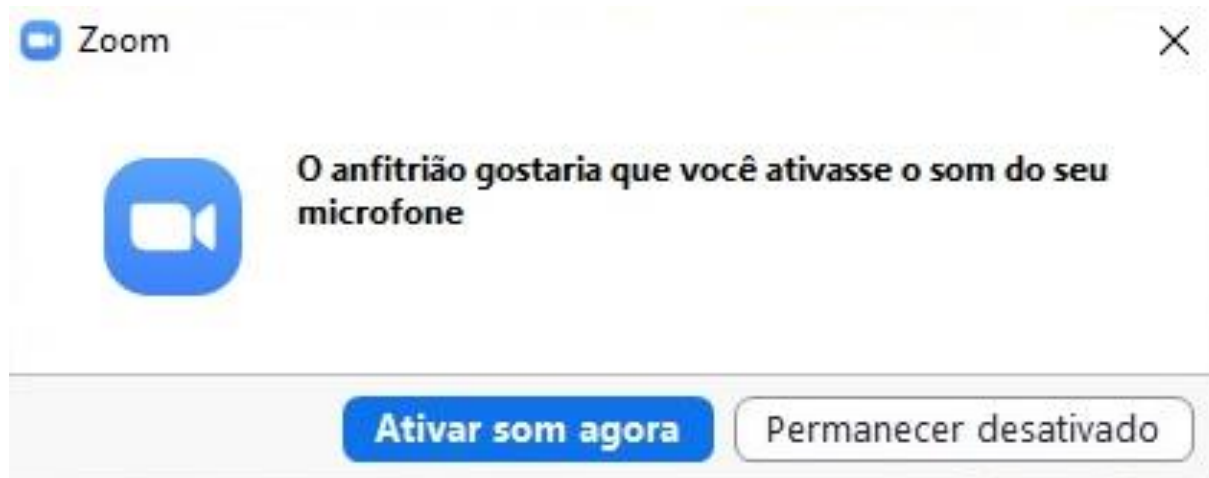 Zoom
O anfitrião gostaria que você ativasse o som do seu
microfone
Ativar som agora
Permanecer desativado